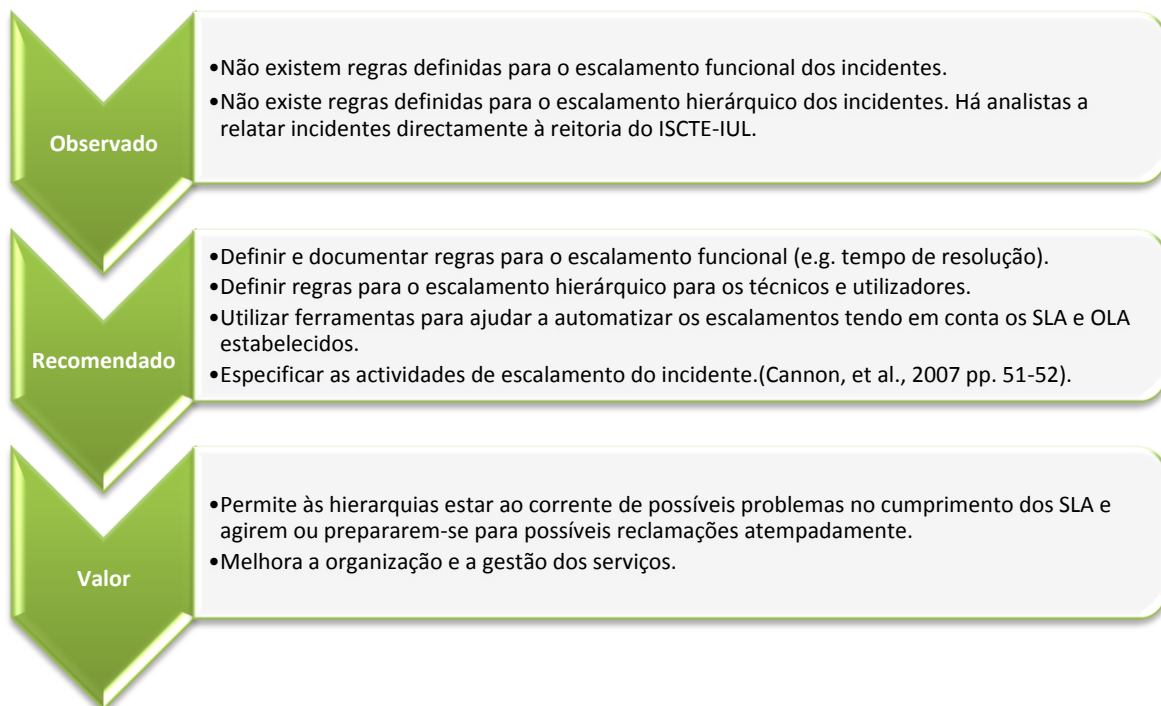 Observado
•Não existem regras definidas para o escalamento funcional dos incidentes.
•Não existe regras definidas para o escalamento hierárquico dos incidentes. Há analistas a
relatar incidentes directamente à reitoria do ISCTE-IUL.
Recomendado
•Definir e documentar regras para o escalamento funcional (e.g. tempo de resolução).
•Definir regras para o escalamento hierárquico para os técnicos e utilizadores.
•Utilizar ferramentas para ajudar a automatizar os escalamentos tendo em conta os SLA e OLA
estabelecidos.
•Especificar as actividades de escalamento do incidente.(Cannon, et al., 2007 pp. 51-52).
Valor
•Permite às hierarquias estar ao corrente de possíveis problemas no cumprimento dos SLA e
agirem ou prepararem-se para possíveis reclamações atempadamente.
•Melhora a organização e a gestão dos serviços.